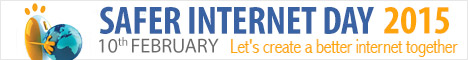 SAFER INTERNET DAY 2015
10th FEBRUARY Let's create a better internet together